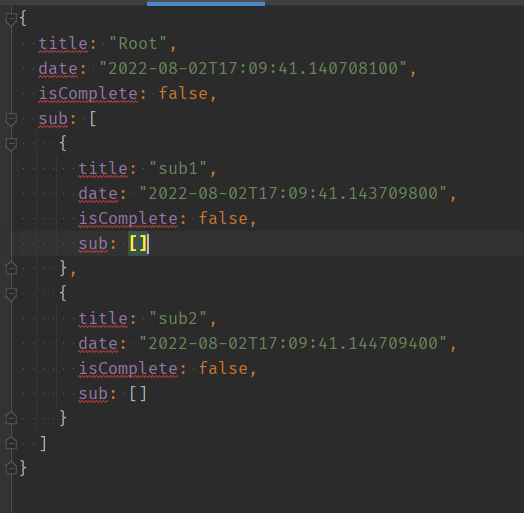 {
  title: "Root",
  date: "2022-08-02T17:09:41.140708100",
  isComplete: false,
  sub: [
    {
      title: "sub1",
      date: "2022-08-02T17:09:41.143709800",
      isComplete: false,
      sub: []
    },
    {
      title: "sub2",
      date: "2022-08-02T17:09:41.144709400",
      isComplete: false,
      sub: []
    }
  ]
}